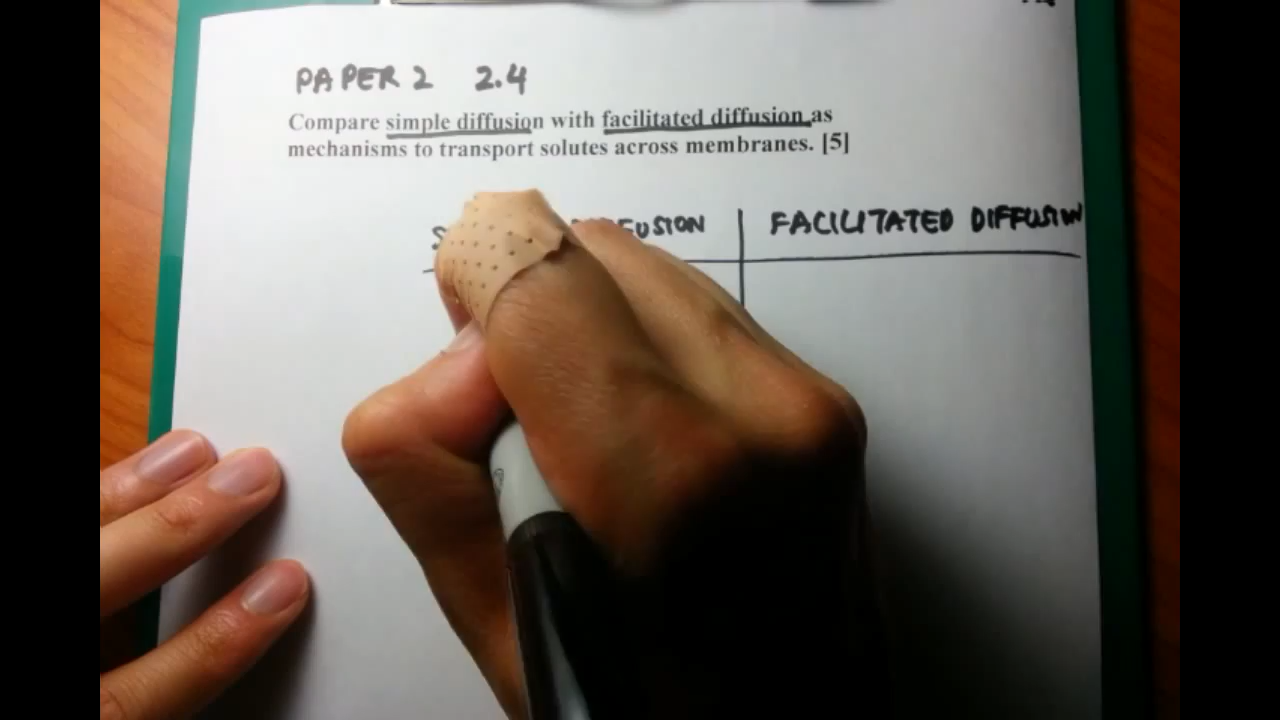 PAPER 2 2.4
Compare simple diffusion with facilitated diffusion as
mechanisms to transport solutes across membranes. [5]
FACILITATED DIFFUSION